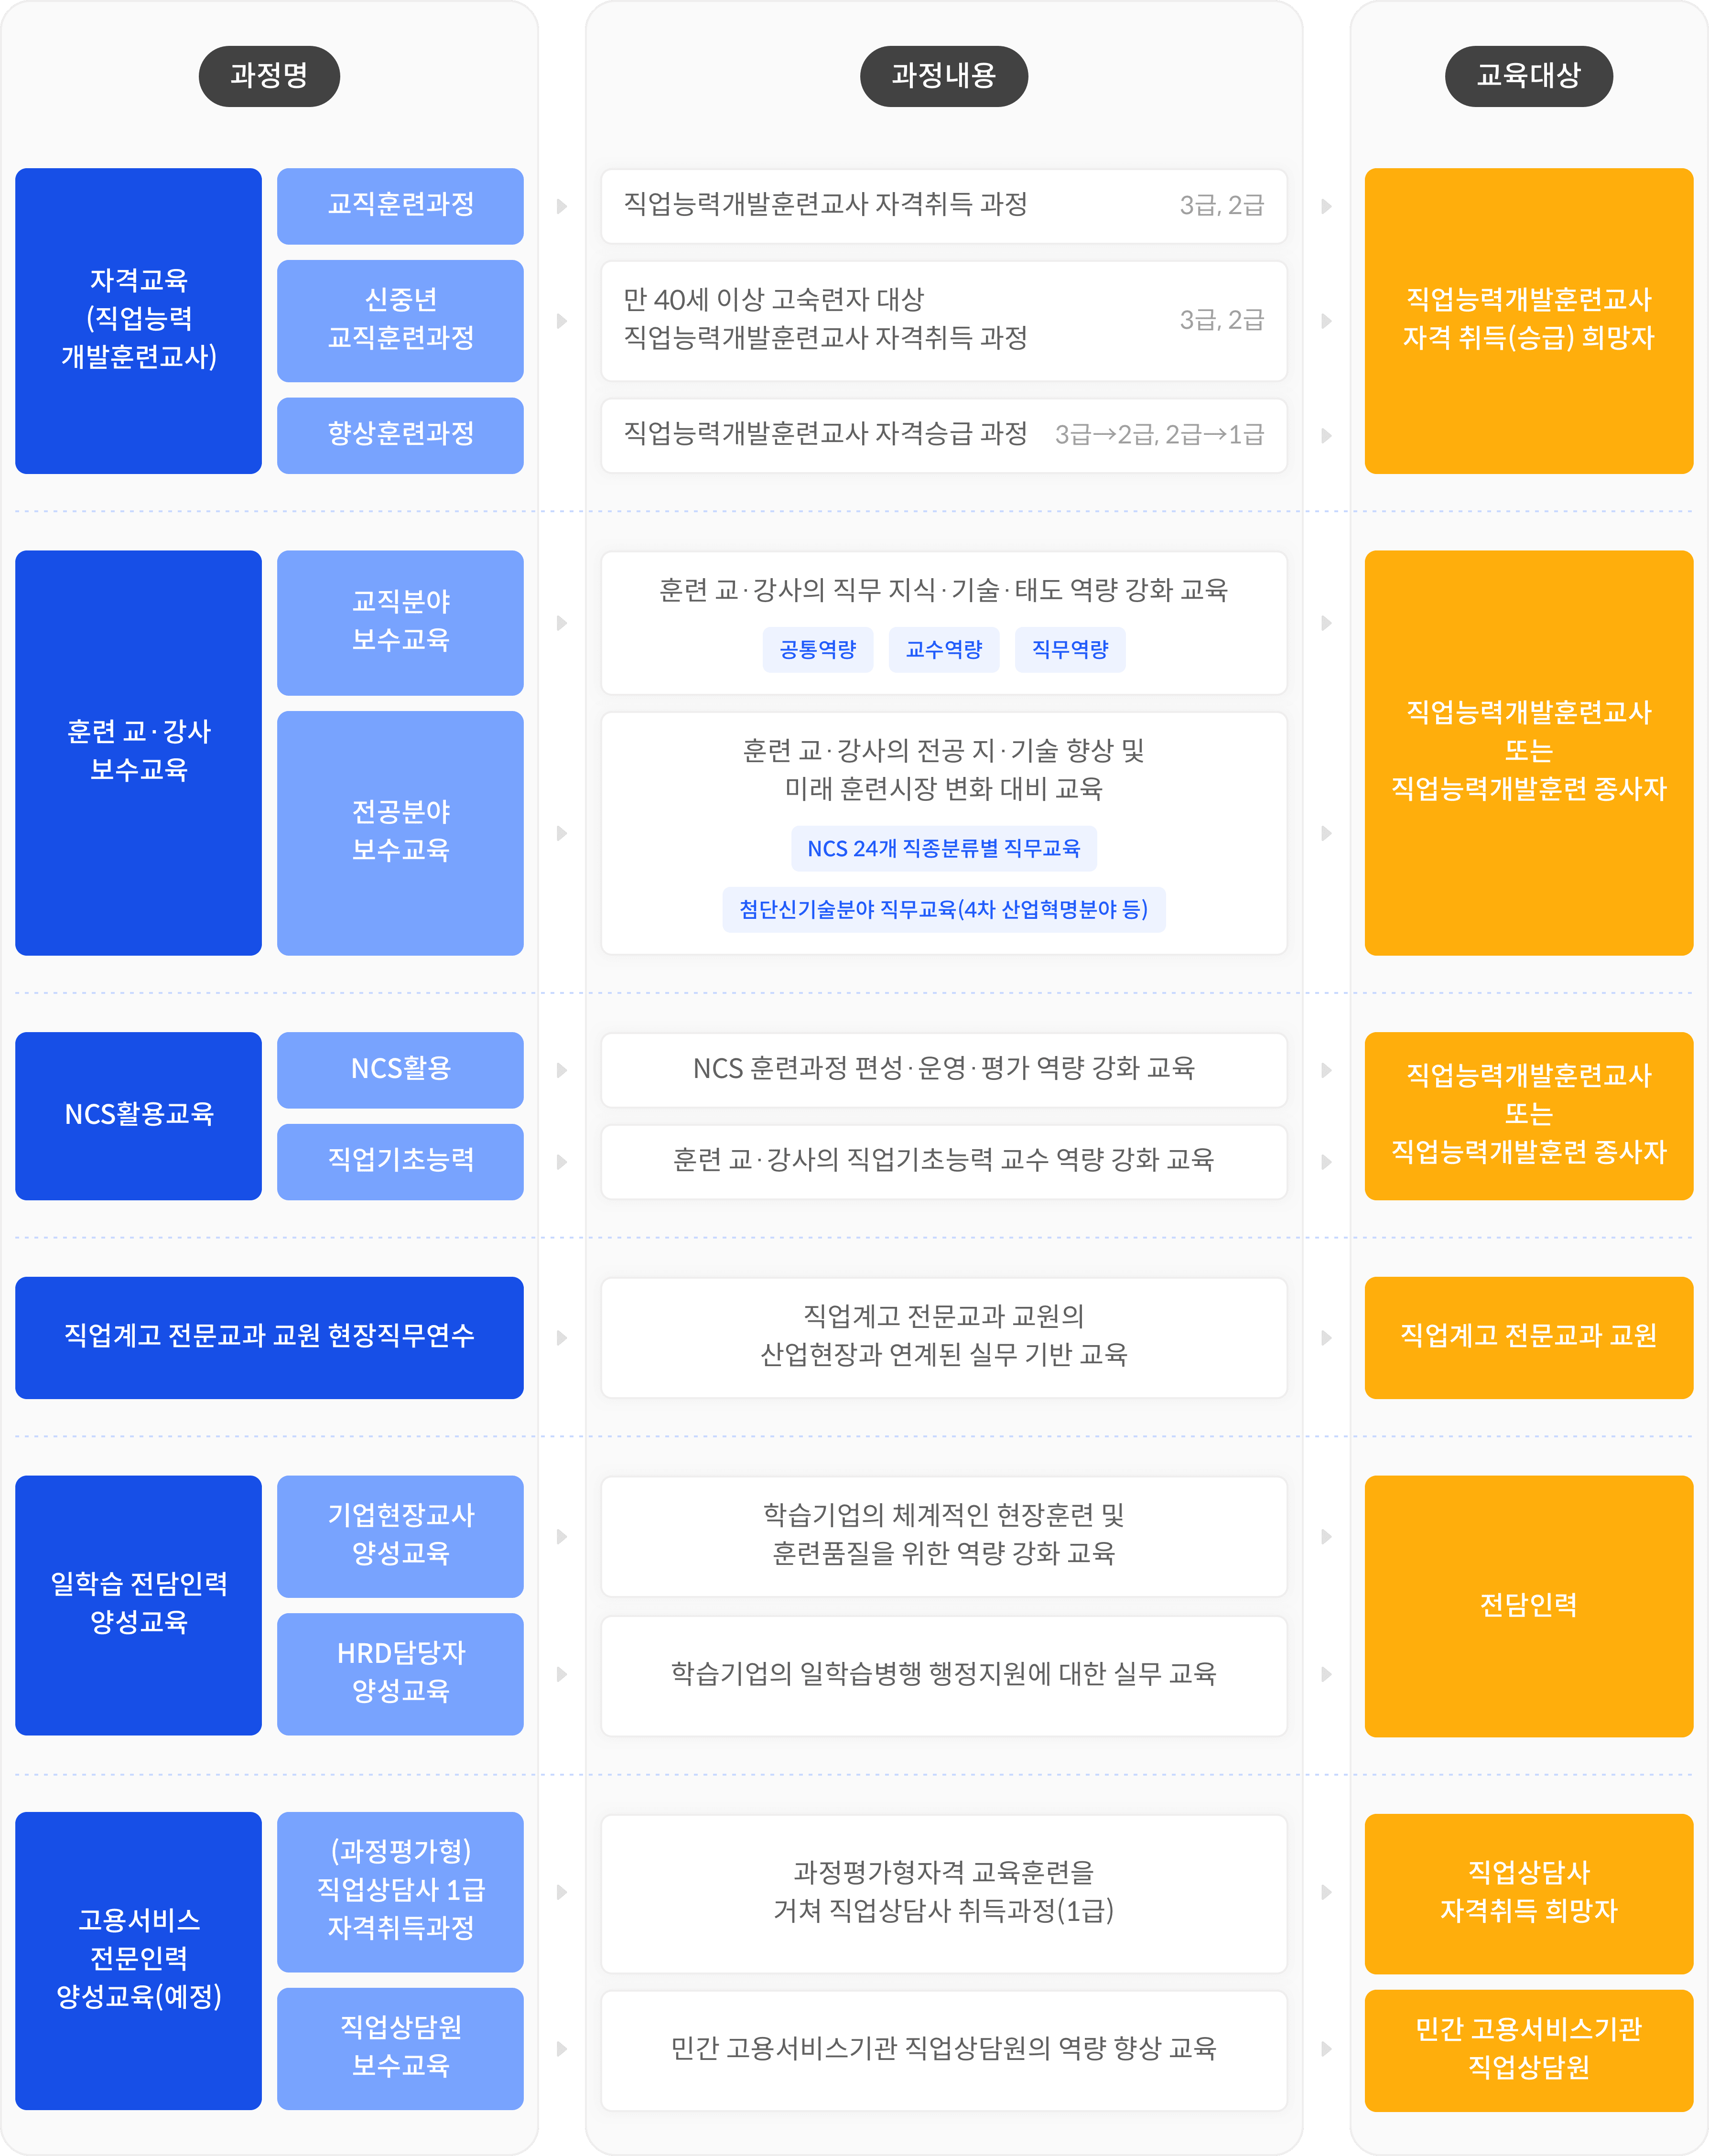 과정명
과정내용
교육대상
자격교육
(직업능력
개발훈련교사)
교직훈련과정
직업능력개발훈련교사 자격취득 과정
3급, 2급
신중년
교직훈련과정
만 40세 이상 고숙련자 대상
직업능력개발훈련교사 자격취득 과정
3급, 2급
향상훈련과정
직업능력개발훈련교사 자격승급 과정
3급→2급, 2급→1급
직업능력개발훈련교사
자격 취득(승급) 희망자
훈련 교·강사
보수교육
교직분야
보수교육
훈련 교·강사의 직무 지식·기술·태도 역량 강화 교육
공통역량
교수역량
직무역량
전공분야
보수교육
훈련 교·강사의 전공 지·기술 향상 및
미래 훈련시장 변화 대비 교육
NCS 24개 직종분류별 직무교육
첨단신기술분야 직무교육(4차 산업혁명분야 등)
직업능력개발훈련교사
또는
직업능력개발훈련 종사자
NCS활용교육
NCS활용
NCS 훈련과정 편성·운영·평가 역량 강화 교육
직업기초능력
훈련 교·강사의 직업기초능력 교수 역량 강화 교육
직업능력개발훈련교사
또는
직업능력개발훈련 종사자
직업계고 전문교과 교원 현장직무연수
직업계고 전문교과 교원의
산업현장과 연계된 실무 기반 교육
직업계고 전문교과 교원
일학습 전담인력
양성교육
기업현장교사
양성교육
학습기업의 체계적인 현장훈련 및
훈련품질을 위한 역량 강화 교육
HRD담당자
양성교육
학습기업의 일학습병행 행정지원에 대한 실무 교육
전담인력
고용서비스
전문인력
양성교육(예정)
(과정평가형)
직업상담사 1급
자격취득과정
과정평가형자격 교육훈련을
거쳐 직업상담사 취득과정(1급)
직업상담사
자격취득 희망자
직업상담원
보수교육
민간 고용서비스기관 직업상담원의 역량 향상 교육
민간 고용서비스기관
직업상담원